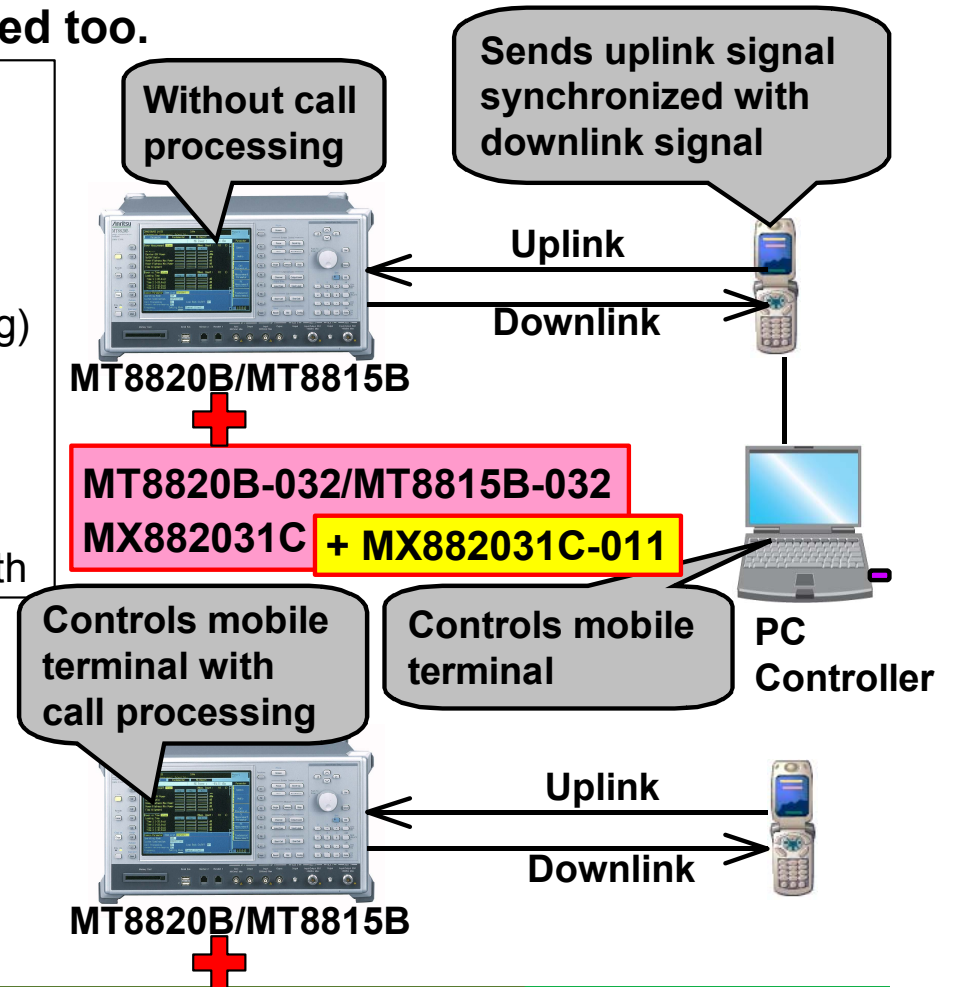 ed too.
Without call
processing
Sends uplink signal
synchronized with
downlink signal
Anritsu
Uplink
Downlink
g)
MT8820B/MT8815B
MT8820B-032/MT8815B-032
MX882031C
+ MX882031C-011
th
Controls mobile
terminal with
call processing
Controls mobile
terminal
PC
Controller
Uplink
Downlink
MT8820B/MT8815B